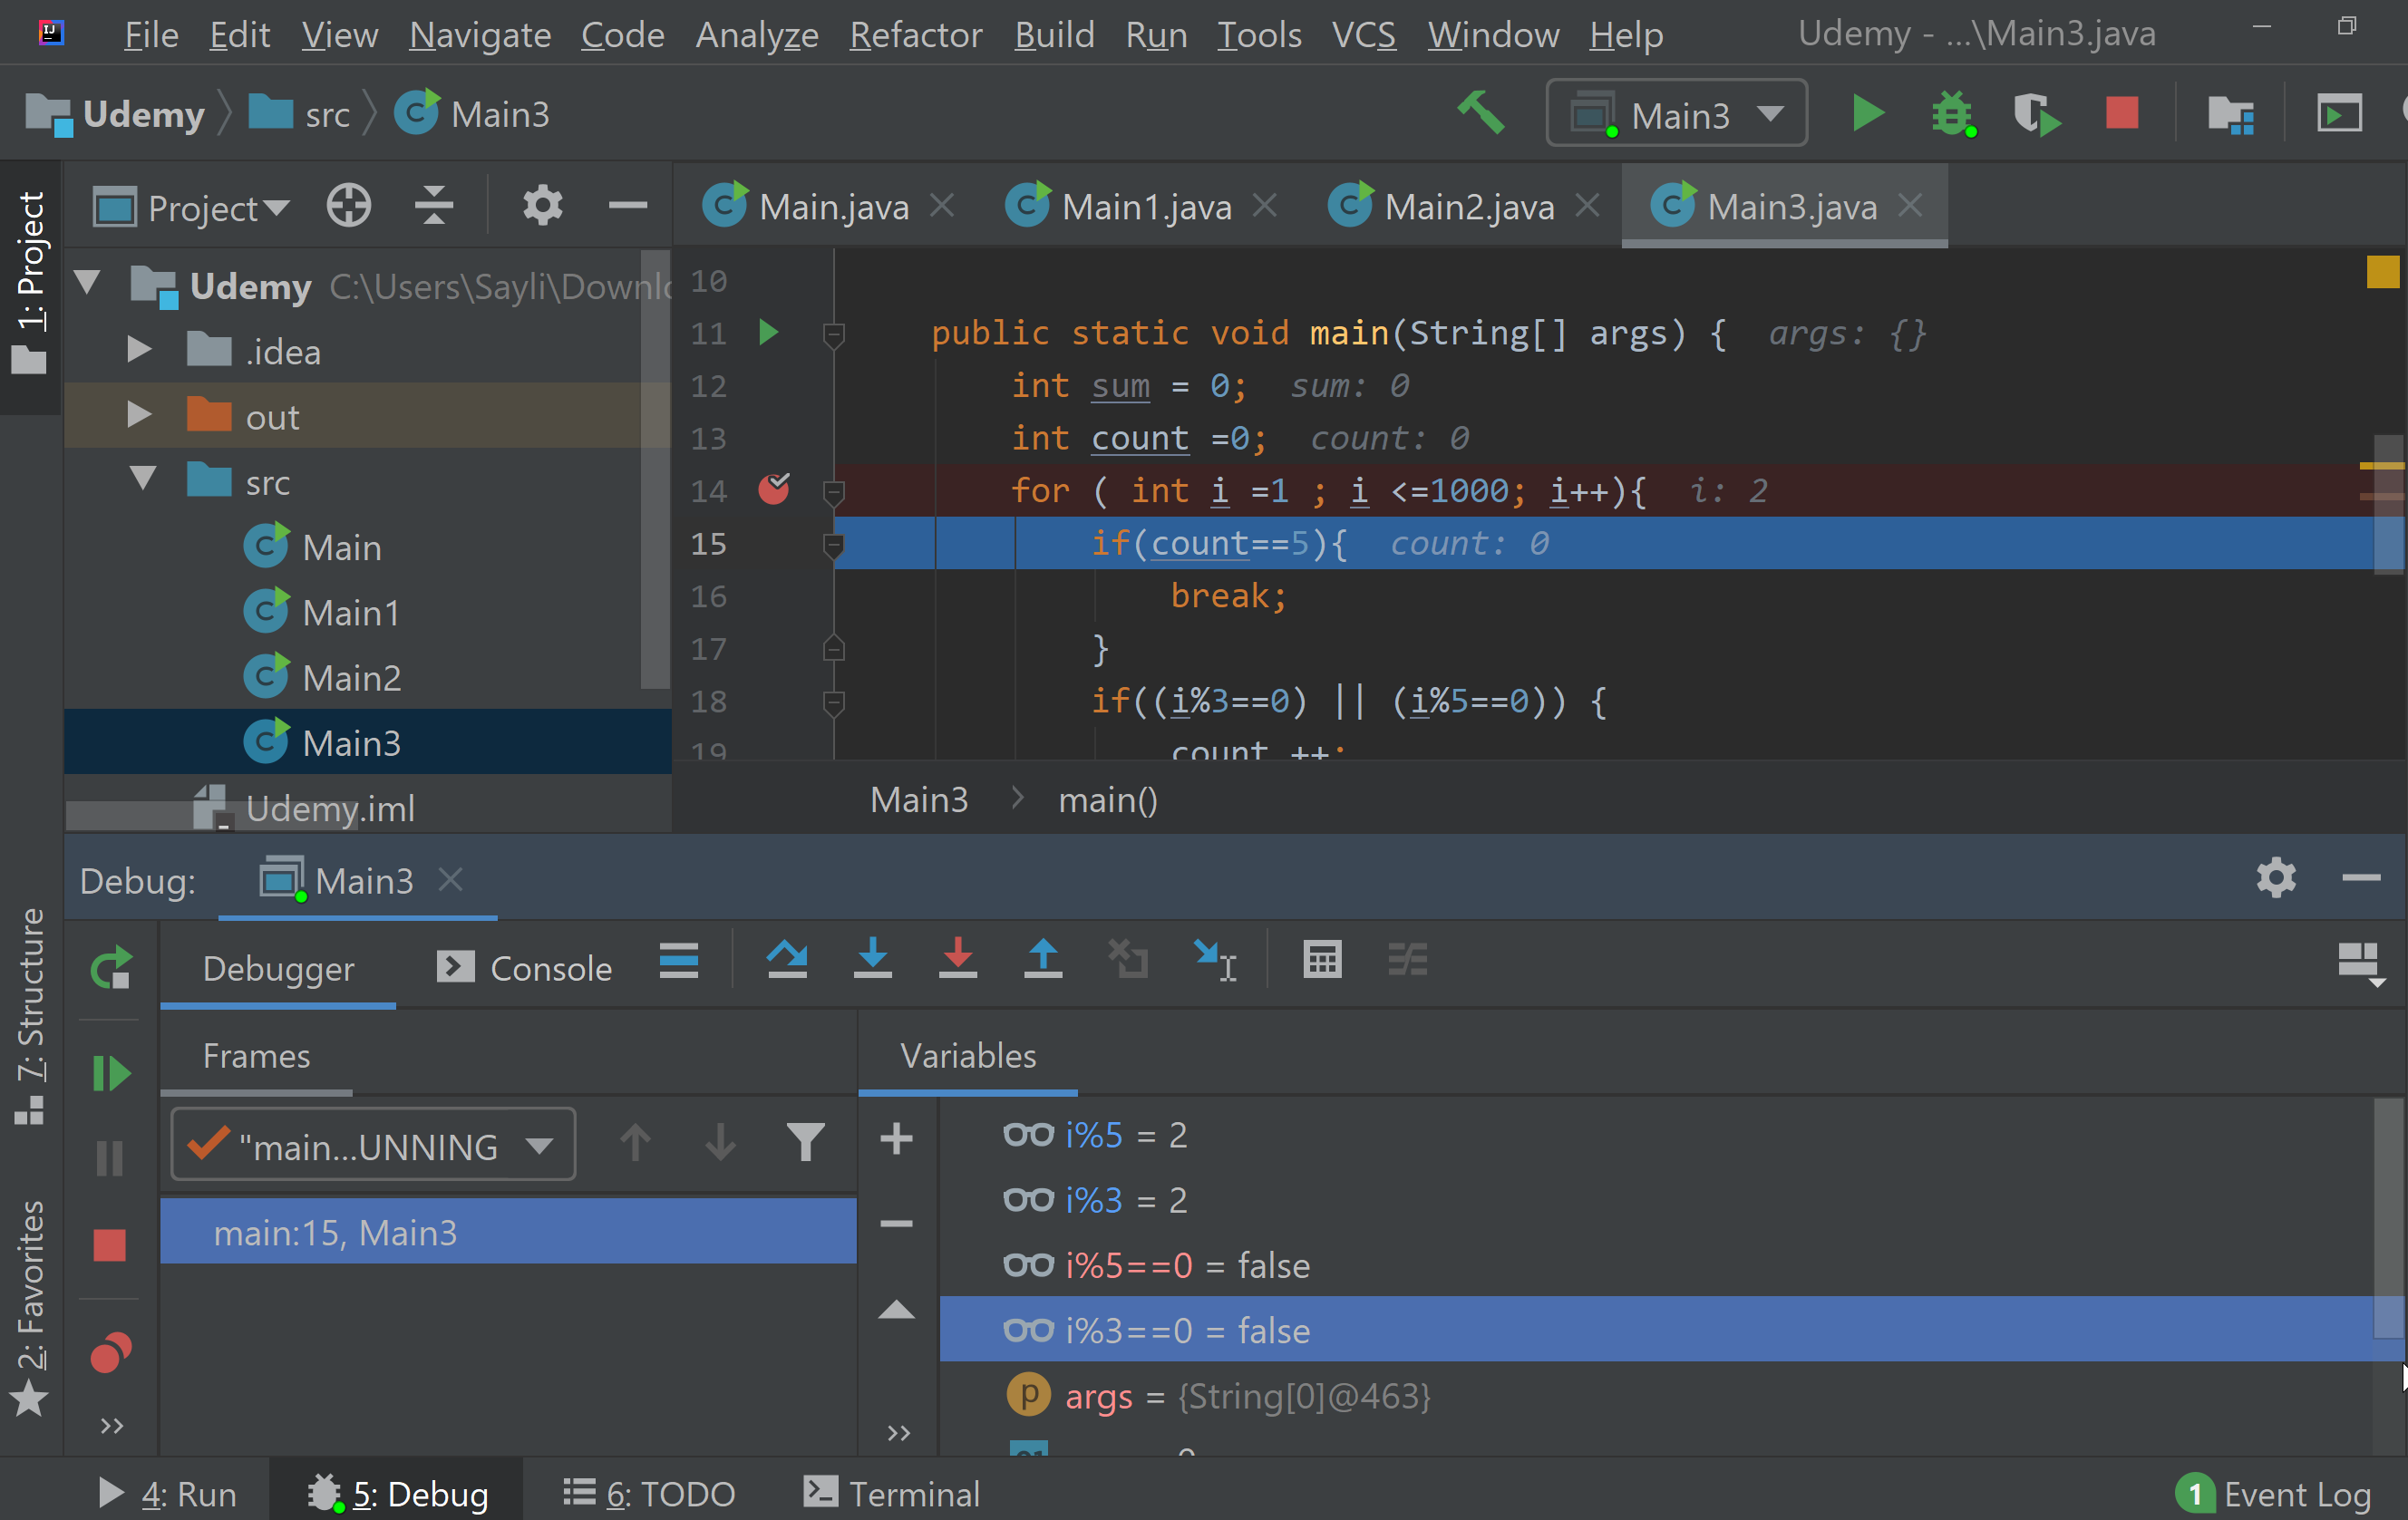 File Edit View Navigate Code Analyze Refactor Build Run Tools VCS Window Help Udemy - ...\Main3.java
Udemy src Main3 Main3
1: Project
Project
Main.java Main1.java Main2.java Main3.java
Udemy C:\Users\Sayli\Downlo
.idea
out
src
Main
Main1
Main2
Main3
Udemy.iml
10
11 public static void main(String[] args) { args: {}
12 int sum = 0; sum: 0
13 int count =0; count: 0
14 for ( int i =1 ; i <=1000; i++){ i: 2
15 if(count==5){ count: 0
16 break;
17 }
18 if((i%3==0) || (i%5==0)) {
19 count ++;
Main3 main()
Debug: Main3
7: Structure
2: Favorites
Debugger Console
Frames
"main...UNNING
main:15, Main3
Variables
i%5 = 2
i%3 = 2
i%5==0 = false
i%3==0 = false
args = {String[0]@463}
4: Run 5: Debug 6: TODO Terminal 1 Event Log